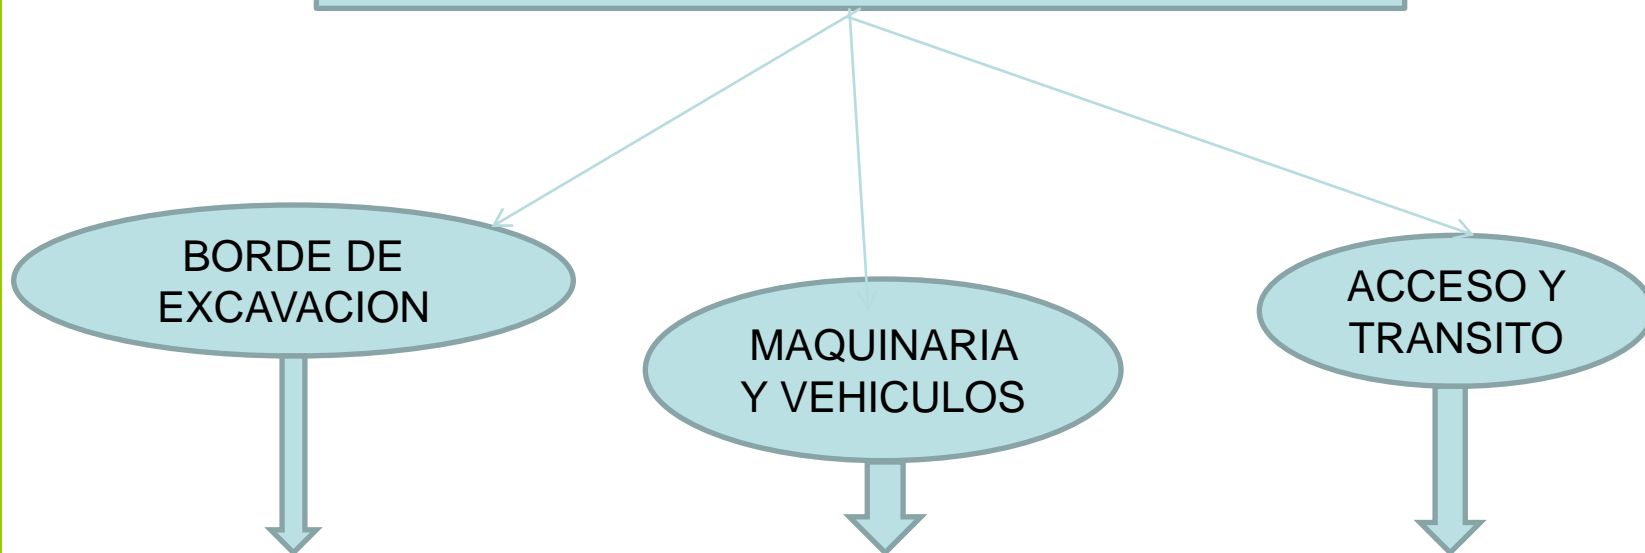 BORDE DE
EXCAVACION
MAQUINARIA
Y VEHICULOS
ACCESO Y
TRANSITO